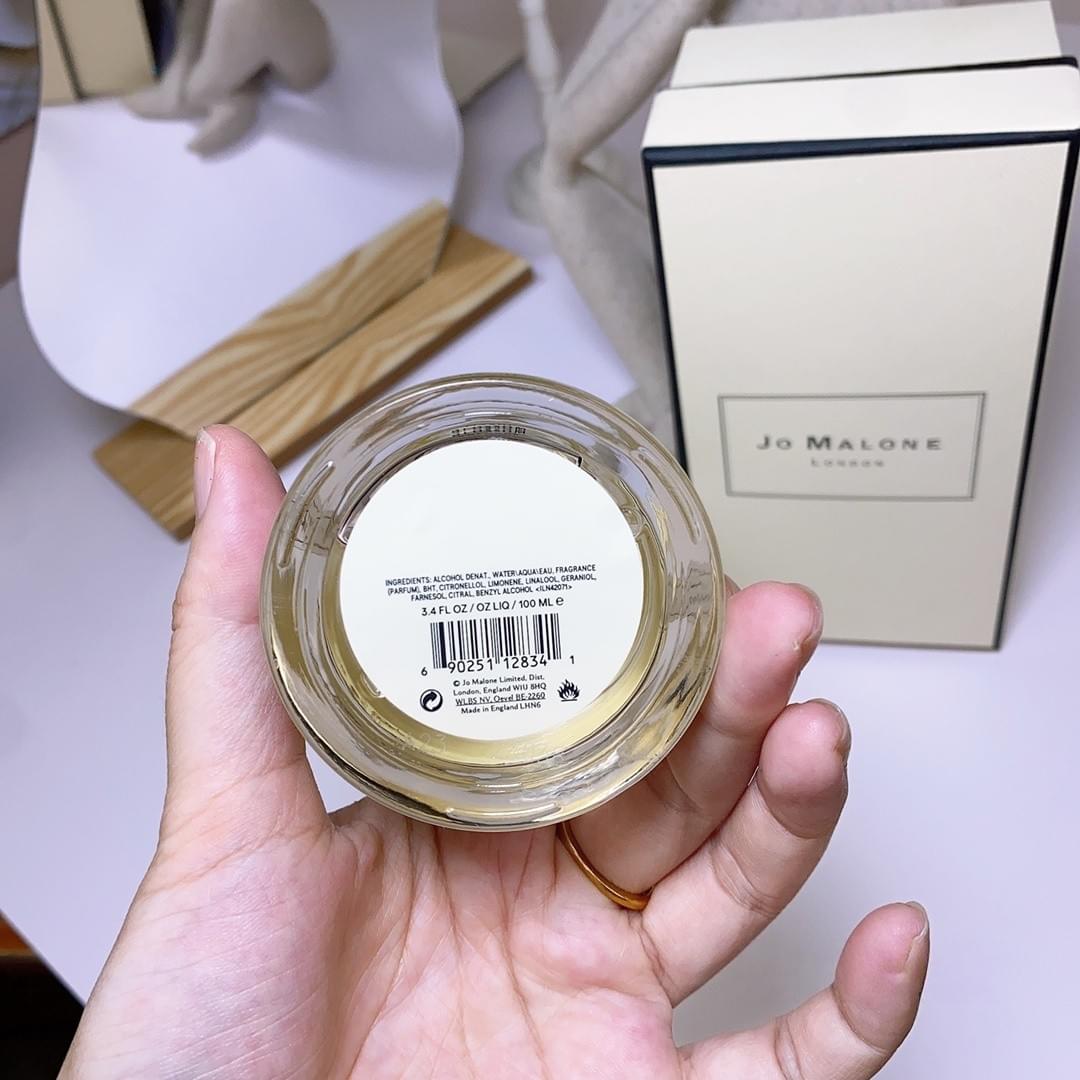 Jo MALONE
London
INGREDIENTS: ALCOHOL DENAT., WATER\AQUA\EAU, FRAGRANCE
(PARFUM), BHT, CITRONELLOL, LIMONENE, LINALOOL, GERANIOL,
FARNESOL, CITRAL, BENZYL ALCOHOL <ILN42071>
3.4 FL OZ / OZ LIQ / 100 ML ℮
6 90251 12834 1
© Jo Malone Limited, Dist.
London, England W1U 8HQ
WLBS NV, Oevel BE-2260
Made in England LHN6